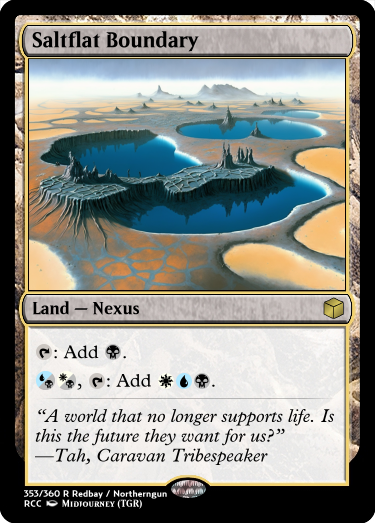 Saltflat Boundary
Land — Nexus
: Add .
, : Add .
“A world that no longer supports life. Is
this the future they want for us?”
—Tah, Caravan Tribespeaker
353/360 R Redbay / Northerngun
RCC Midjourney (TGR)